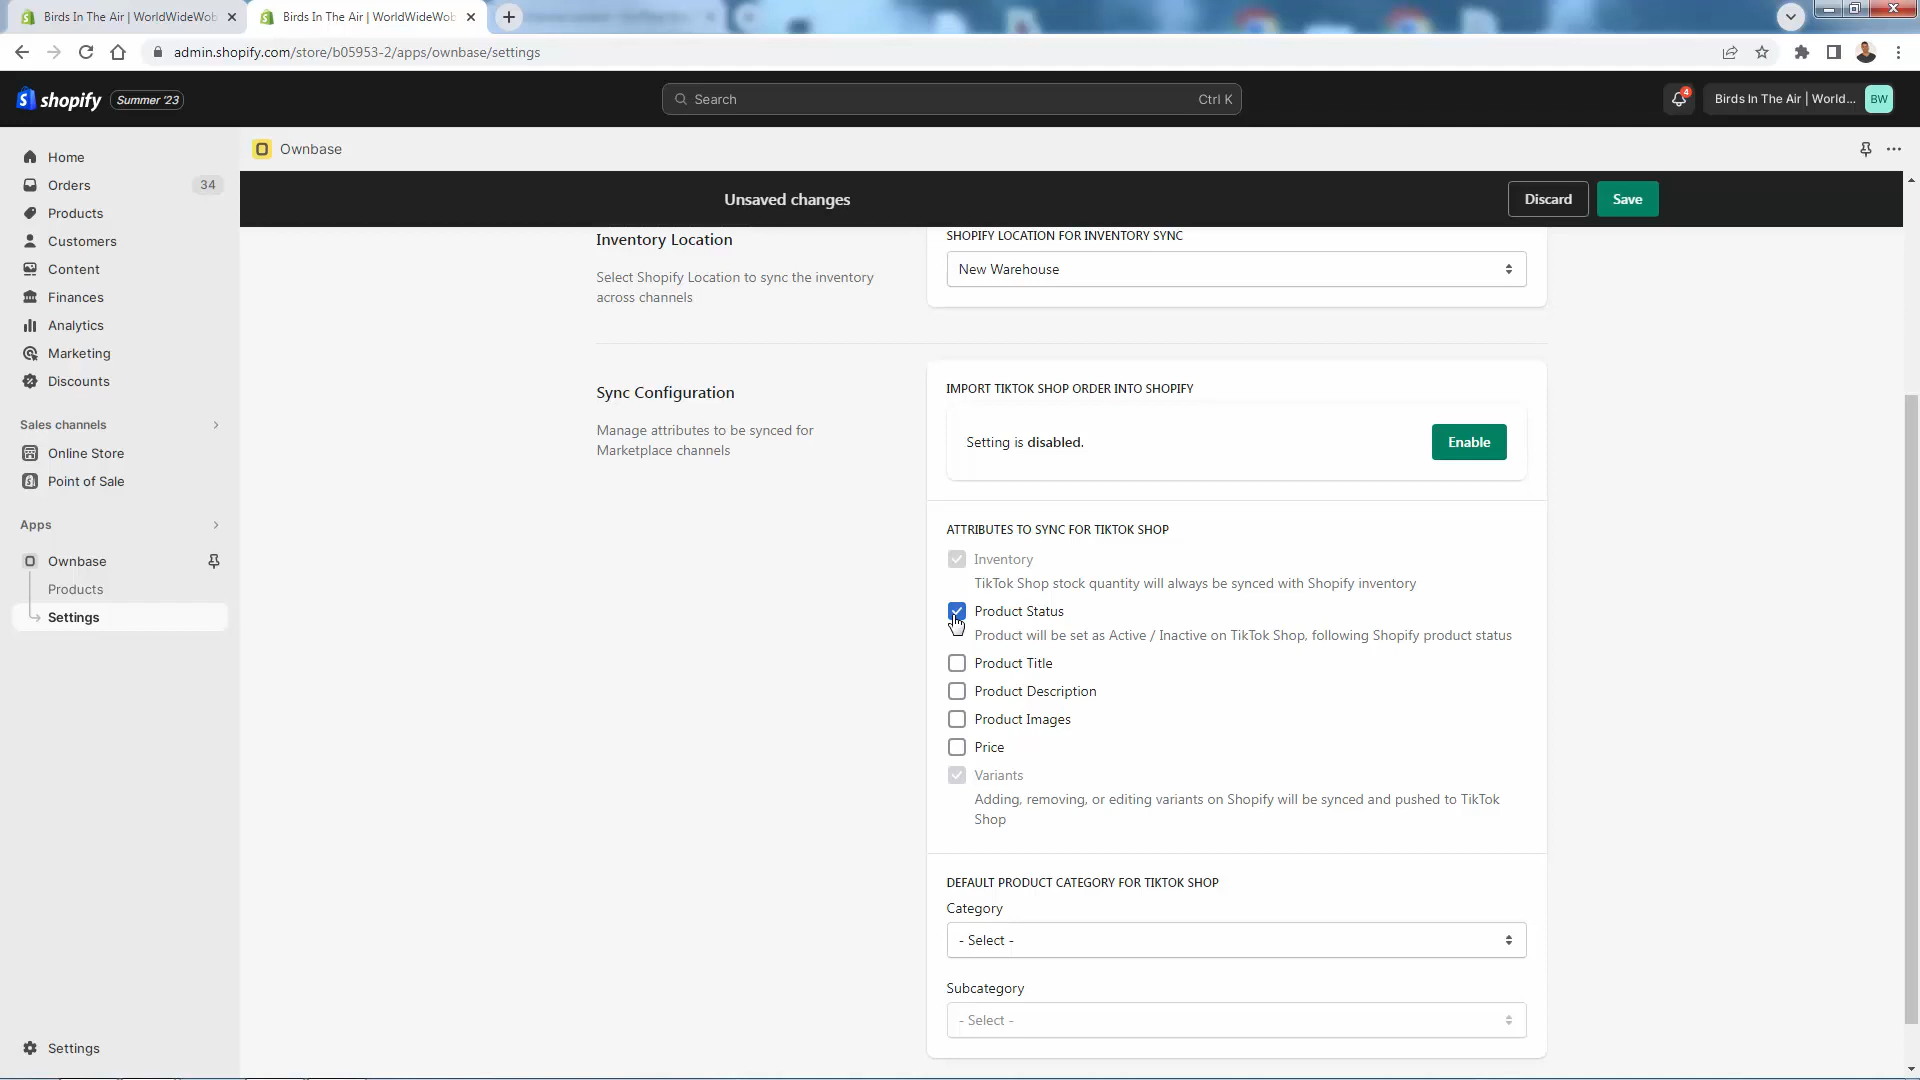 Birds In The Air | WorldWideWob
Birds In The Air | WorldWideWob
admin.shopify.com/store/b05953-2/apps/ownbase/settings
shopify
Summer '23
Search
Ctrl K
4
Birds In The Air | World...
BW
Home
Orders
34
Products
Customers
Content
Finances
Analytics
Marketing
Discounts
Sales channels
Online Store
Point of Sale
Apps
Ownbase
Products
Settings
Settings
Ownbase
Unsaved changes
Discard
Save
Inventory Location
Select Shopify Location to sync the inventory
across channels
SHOPIFY LOCATION FOR INVENTORY SYNC
New Warehouse
Sync Configuration
Manage attributes to be synced for
Marketplace channels
IMPORT TIKTOK SHOP ORDER INTO SHOPIFY
Setting is disabled.
Enable
ATTRIBUTES TO SYNC FOR TIKTOK SHOP
Inventory
TikTok Shop stock quantity will always be synced with Shopify inventory
Product Status
Product will be set as Active / Inactive on TikTok Shop, following Shopify product status
Product Title
Product Description
Product Images
Price
Variants
Adding, removing, or editing variants on Shopify will be synced and pushed to TikTok
Shop
DEFAULT PRODUCT CATEGORY FOR TIKTOK SHOP
Category
- Select -
Subcategory
- Select -